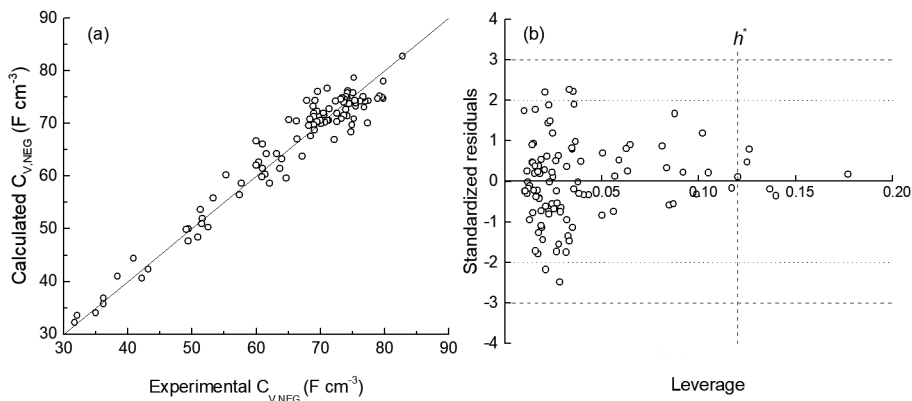 (a)
Calculated C_V,NEG (F cm⁻³)
90
80
70
60
50
40
30
30 40 50 60 70 80 90
Experimental C_V,NEG (F cm⁻³)
(b)
h*
Standardized residuals
4
3
2
1
0
-1
-2
-3
-4
0.05 0.10 0.15 0.20
Leverage